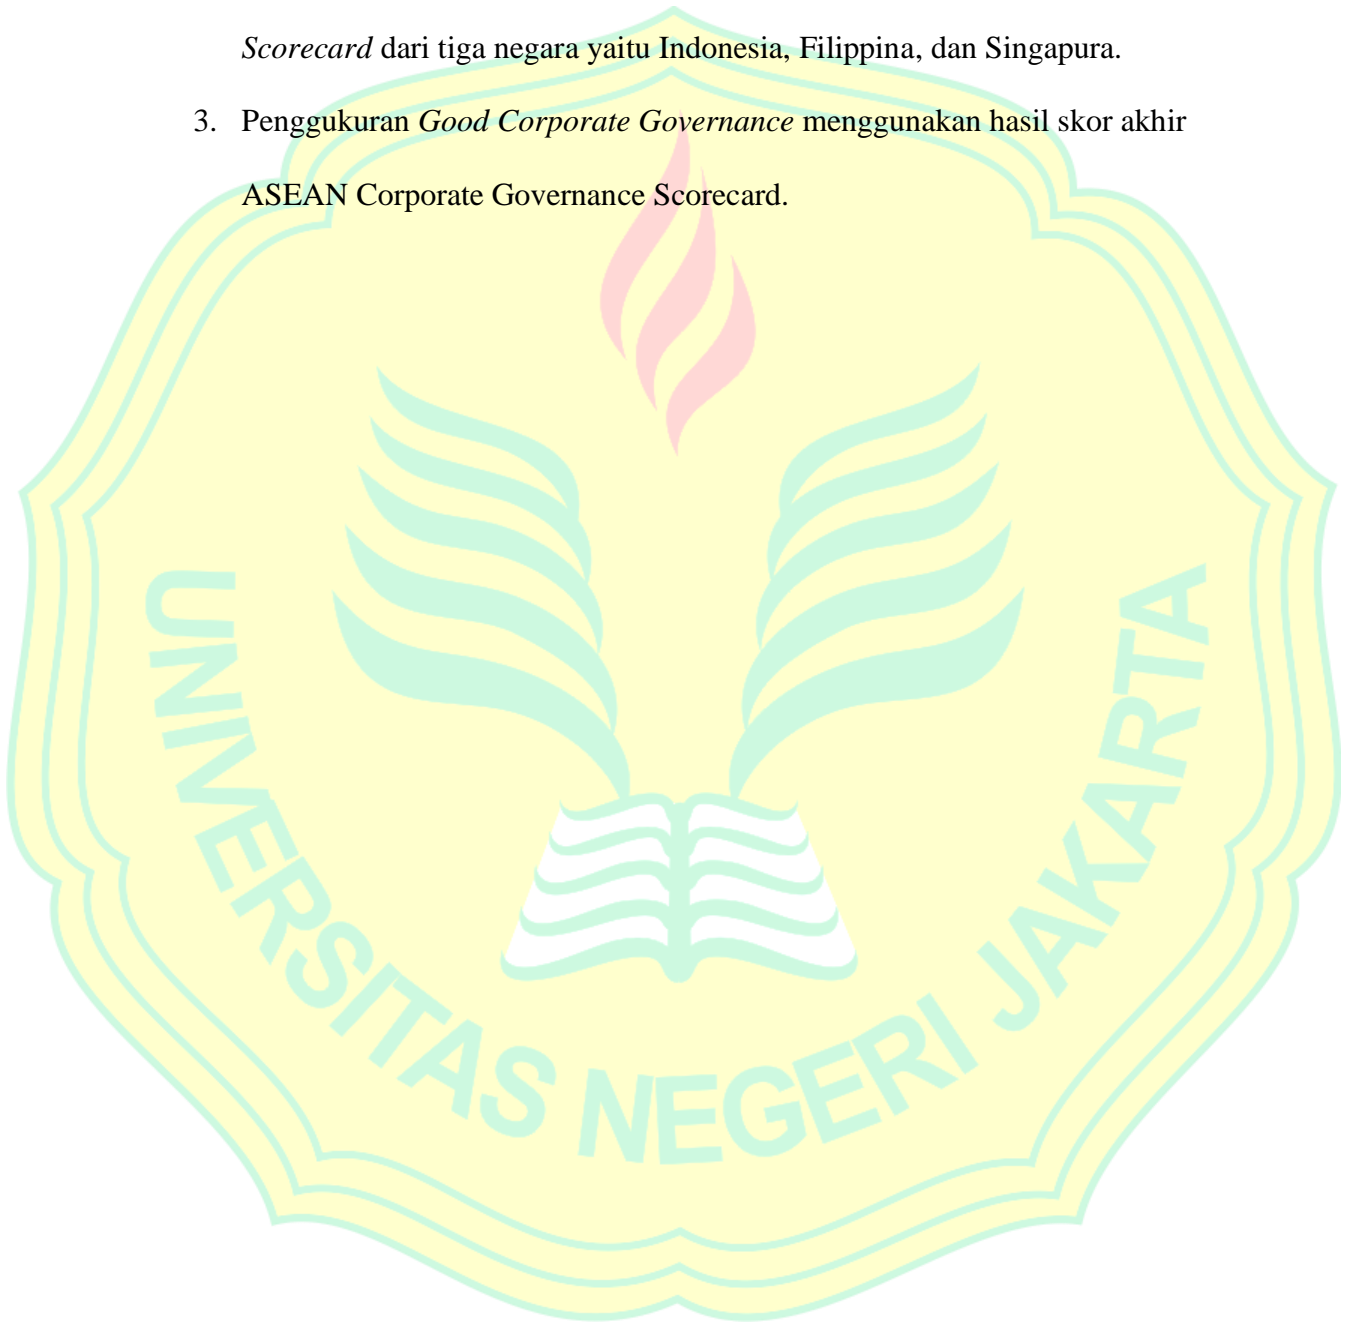 Scorecard dari tiga negara yaitu Indonesia, Filippina, dan Singapura.
3. Penggukuran Good Corporate Governance menggunakan hasil skor akhir
ASEAN Corporate Governance Scorecard.
UNIVERSITAS NEGERI JAKARTA